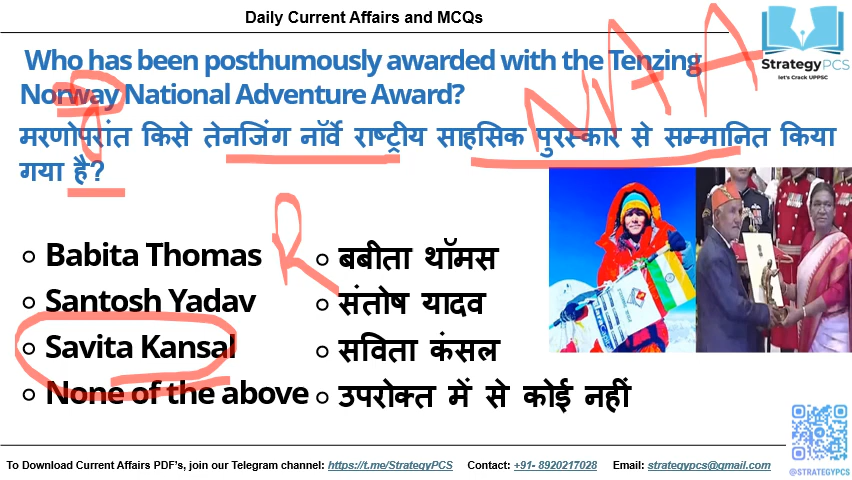 Daily Current Affairs and MCQs
NAA
StrategyPCS
let's Crack UPPSC
Who has been posthumously awarded with the Tenzing
Norway National Adventure Award?
मरणोपरांत किसे तेनजिंग नॉर्वे राष्ट्रीय साहसिक पुरस्कार से सम्मानित किया
गया है?
R
Babita Thomas
Santosh Yadav
Savita Kansal
None of the above
बबीता थॉमस
संतोष यादव
सविता कंसल
उपरोक्त में से कोई नहीं
@STRATEGYPCS
To Download Current Affairs PDF's, join our Telegram channel: https://t.me/StrategyPCS Contact: +91- 8920217028 Email: strategypcs@gmail.com